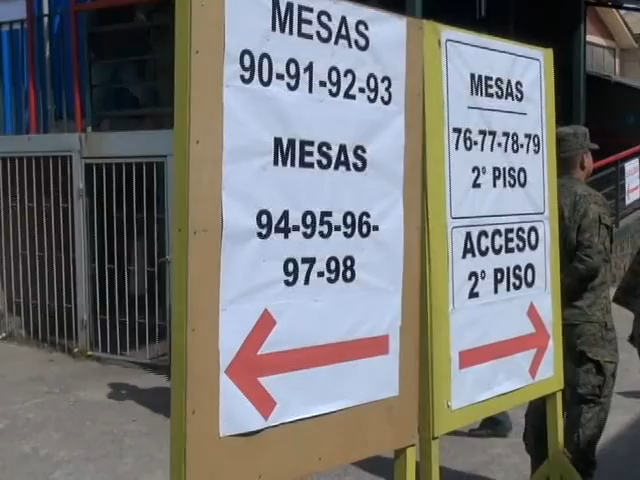 MESAS
90-91-92-93
MESAS
94-95-96-
97-98
MESAS
76-77-78-79
2° PISO
ACCESO
2° PISO